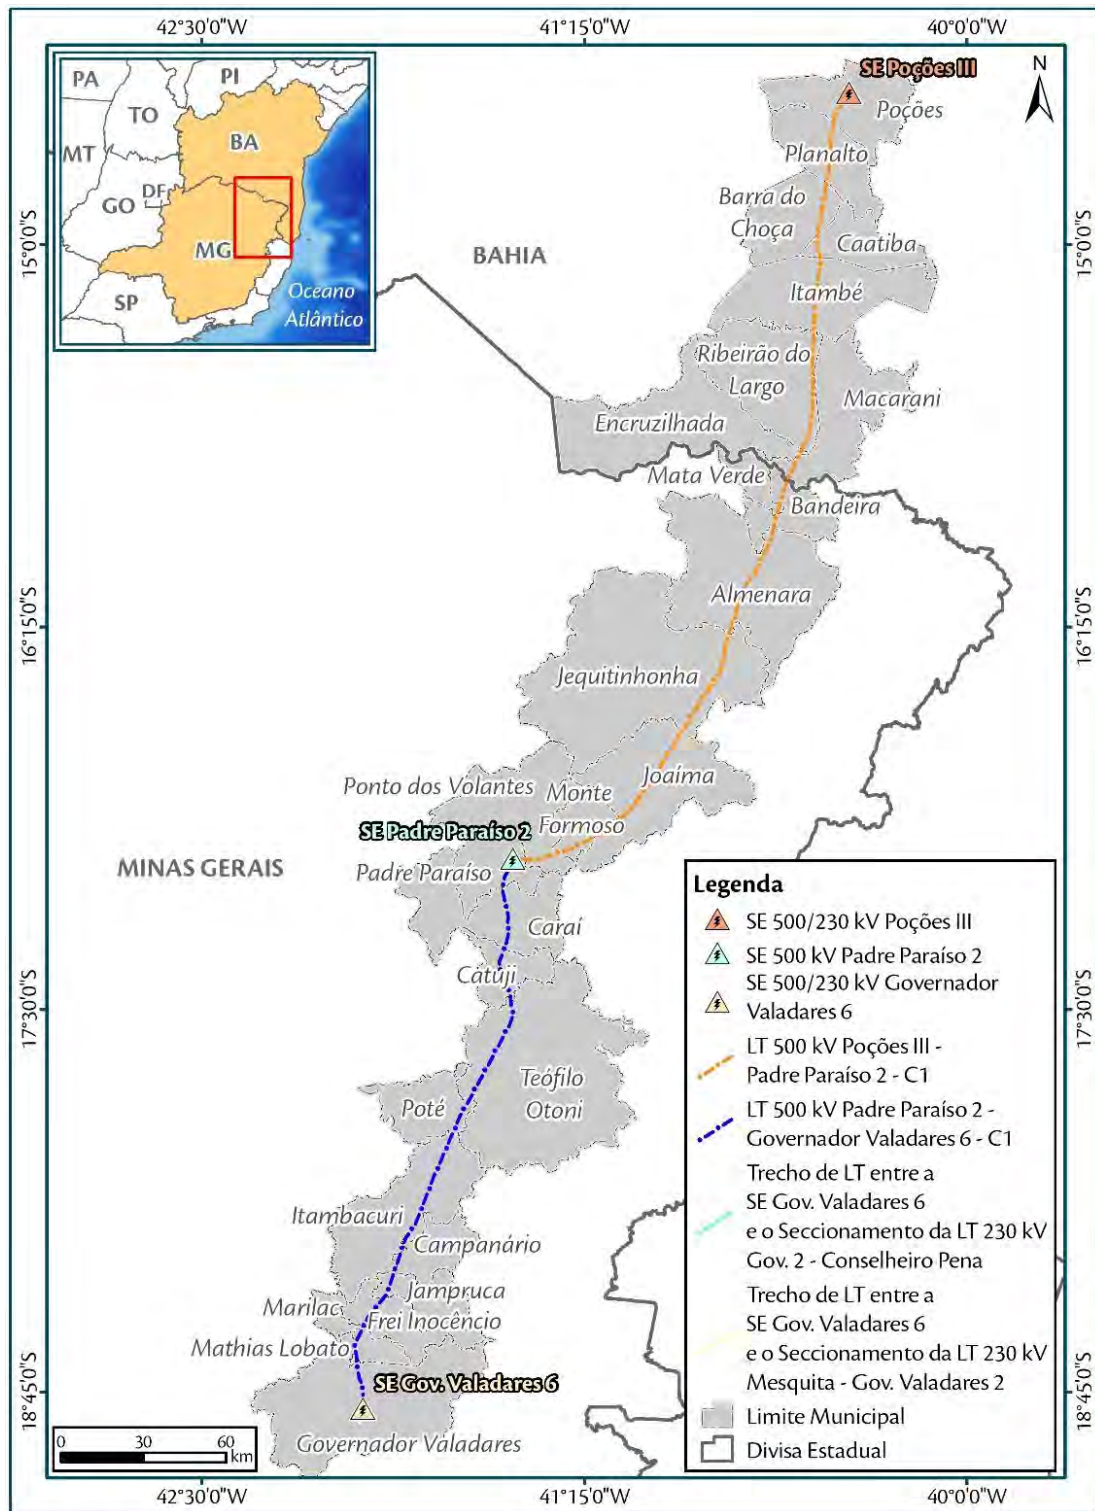 42°30'0"W
41°15'0"W
40°00'0"W
N
PA
PI
TO
BA
MT
DF
GO
MG
SP
Oceano
Atlântico
SE Poções III
Poções
Planalto
Barra do
Choça
Caatiba
15°0'0"S
15°0'0"S
BAHIA
Itambé
Ribeirão do
Largo
Macarani
Encruzilhada
Mata Verde
Bandeira
Almenara
16°15'0"S
16°15'0"S
Jequitinhonha
Joaíma
Ponto dos Volantes
Monte
Formoso
SE Padre Paraíso 2
MINAS GERAIS
Padre Paraíso
Caraí
Catuji
17°30'0"S
17°30'0"S
Teófilo
Otoni
Poté
Itambacuri
Campanário
Jampruca
Marilac
Frei Inocêncio
Mathias Lobato
SE Gov. Valadares 6
18°45'0"S
18°45'0"S
Governador Valadares
0 30 60
km
Legenda
SE 500/230 kV Poções III
SE 500 kV Padre Paraíso 2
SE 500/230 kV Governador
Valadares 6
LT 500 kV Poções III -
Padre Paraíso 2 - C1
LT 500 kV Padre Paraíso 2 -
Governador Valadares 6 - C1
Trecho de LT entre a
SE Gov. Valadares 6
e o Seccionamento da LT 230 kV
Gov. 2 - Conselheiro Pena
Trecho de LT entre a
SE Gov. Valadares 6
e o Seccionamento da LT 230 kV
Mesquita - Gov. Valadares 2
Limite Municipal
Divisa Estadual
42°30'0"W
41°15'0"W
40°00'0"W